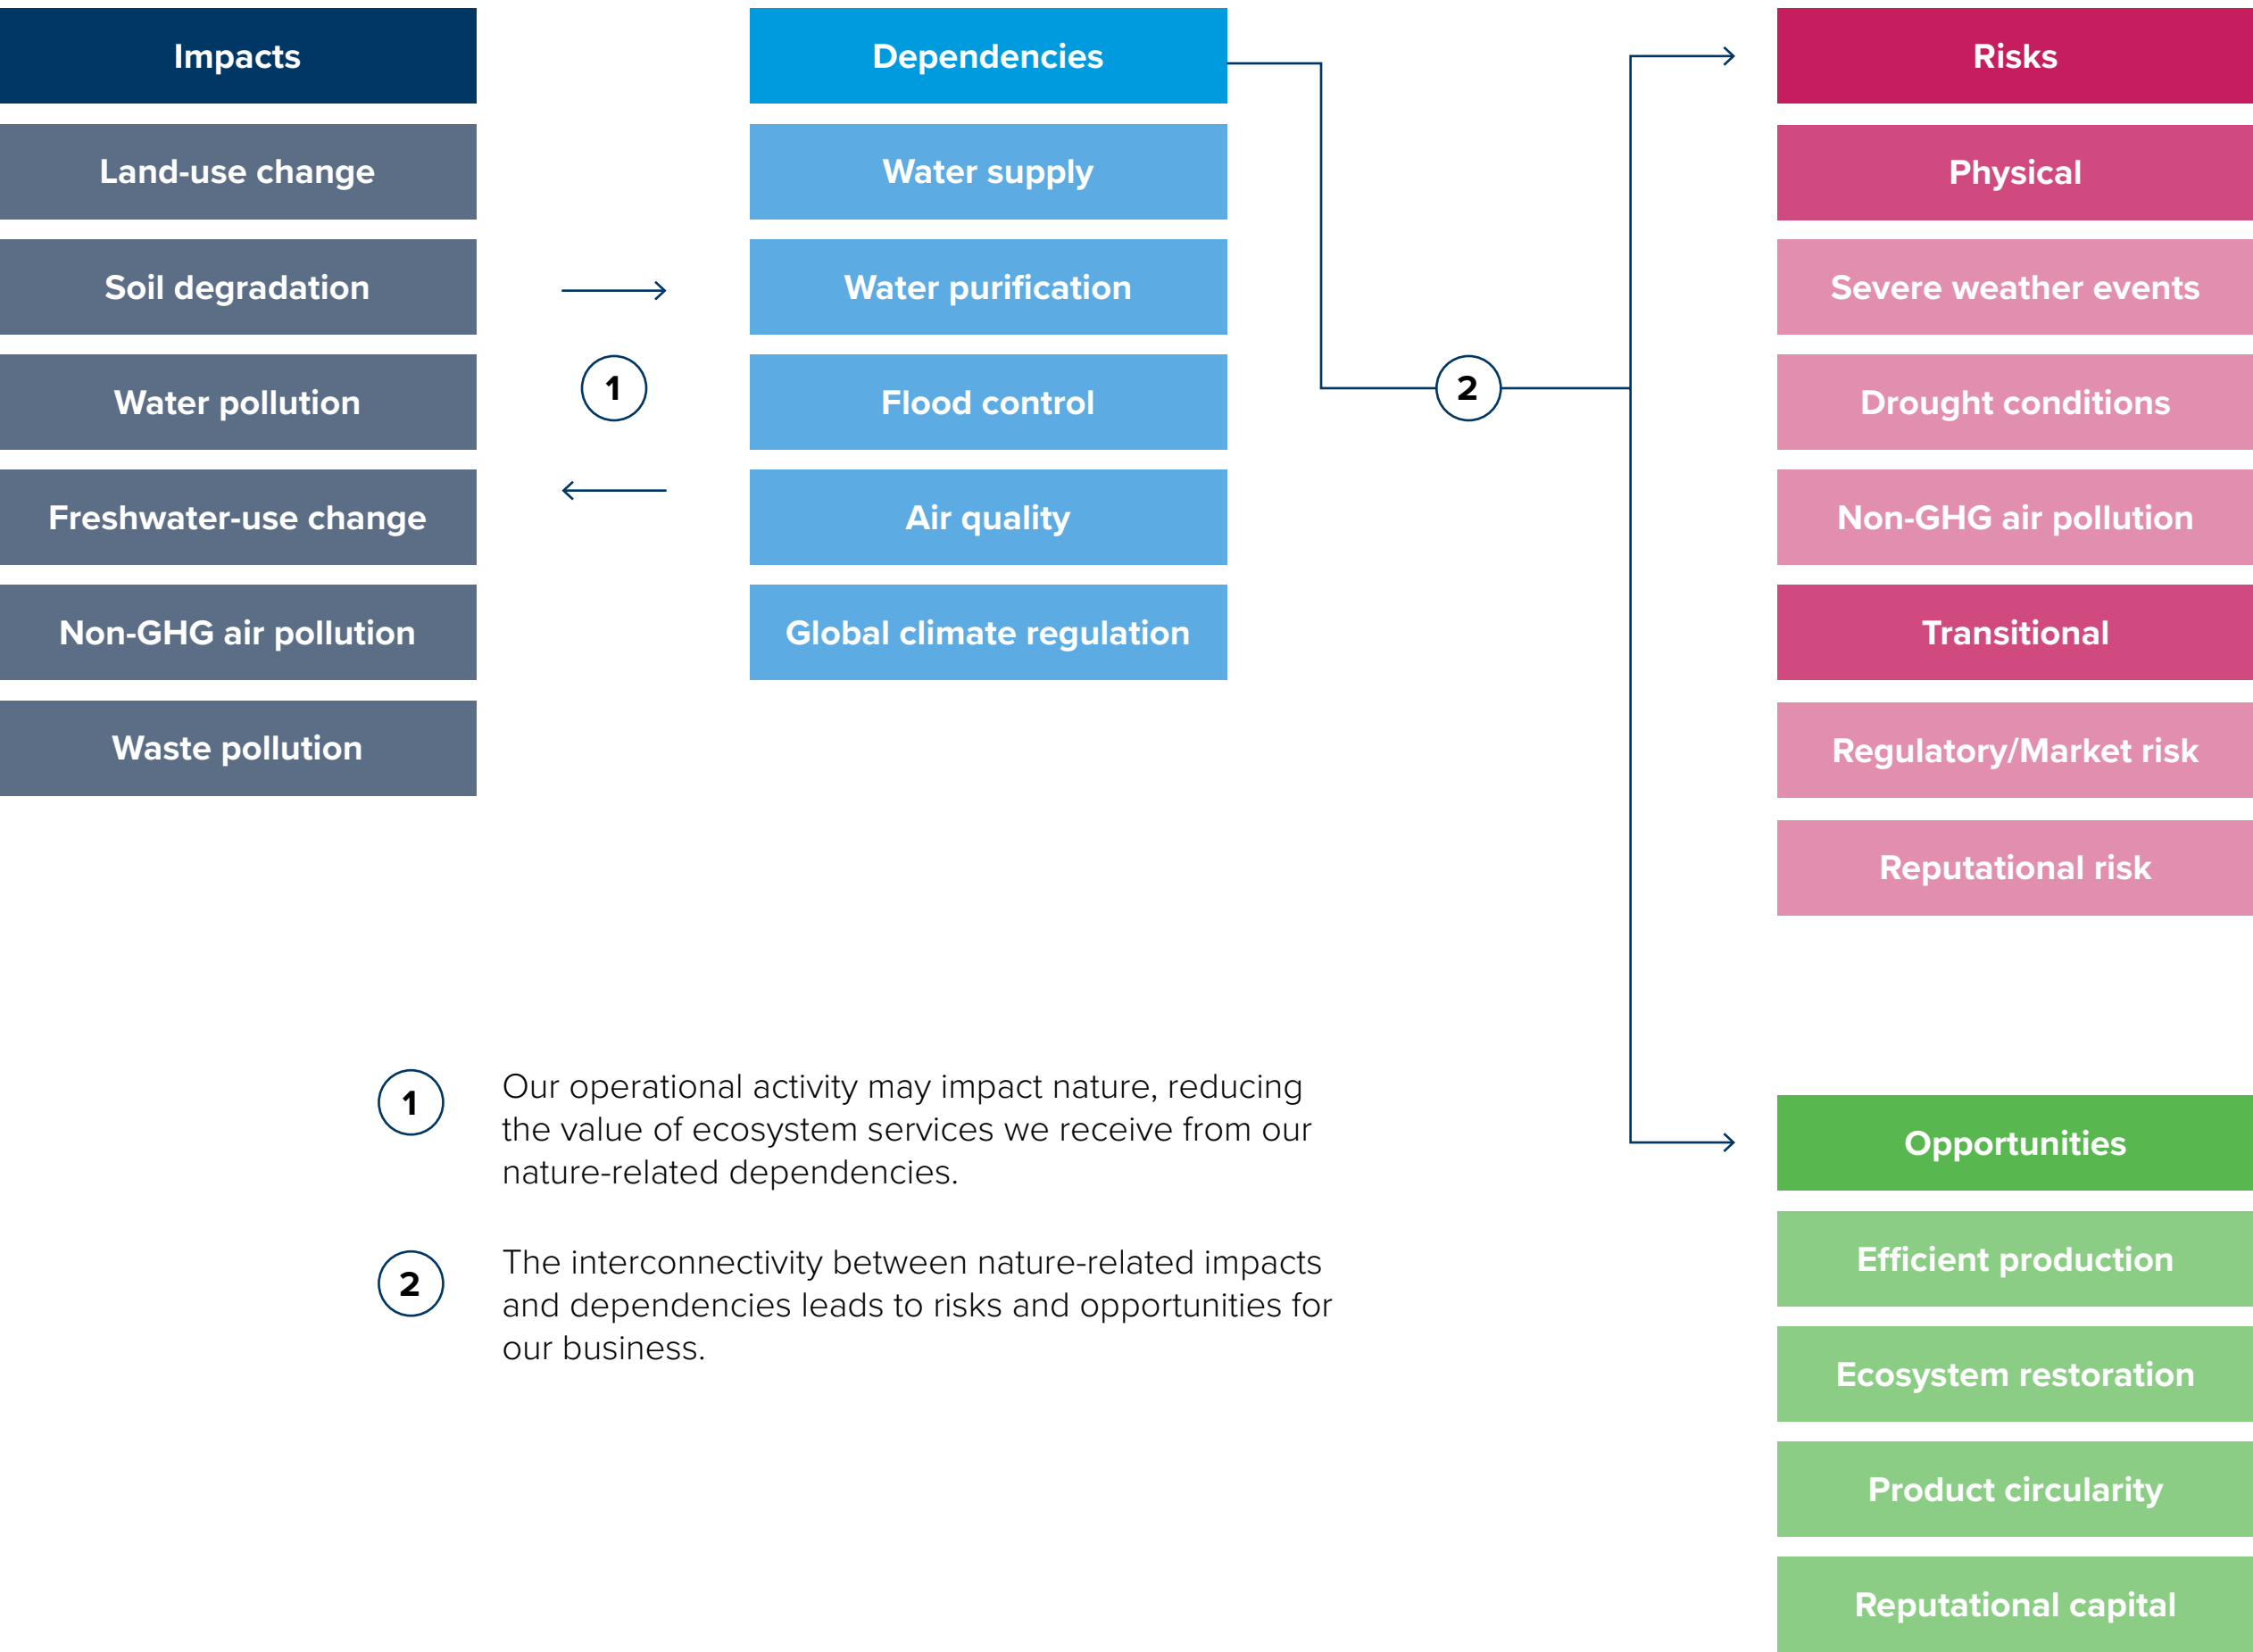 Impacts
Land-use change
Soil degradation
Water pollution
Freshwater-use change
Non-GHG air pollution
Waste pollution
1
Dependencies
Water supply
Water purification
Flood control
Air quality
Global climate regulation
2
Risks
Physical
Severe weather events
Drought conditions
Non-GHG air pollution
Transitional
Regulatory/Market risk
Reputational risk
Opportunities
Efficient production
Ecosystem restoration
Product circularity
Reputational capital
1
Our operational activity may impact nature, reducing
the value of ecosystem services we receive from our
nature-related dependencies.
2
The interconnectivity between nature-related impacts
and dependencies leads to risks and opportunities for
our business.